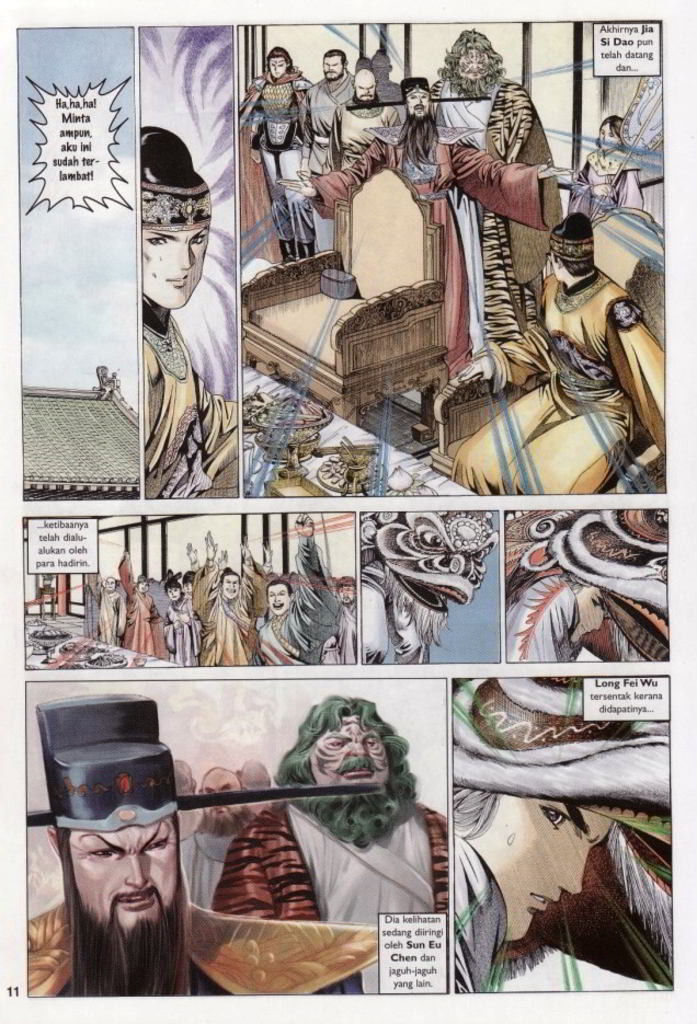 Ha,ha,ha!
Minta
ampun,
aku ini
sudah ter-
lambat!
Akhirnya Jia
Si Dao pun
telah datang
dan...
...ketibaanya
telah dialu-
alukan oleh
para hadirin.
Long Fei Wu
tersentak kerana
didapatinya...
Dia kelihatan
sedang diiringi
oleh Sun Eu
Chen dan
jaguh-jaguh
yang lain.
11